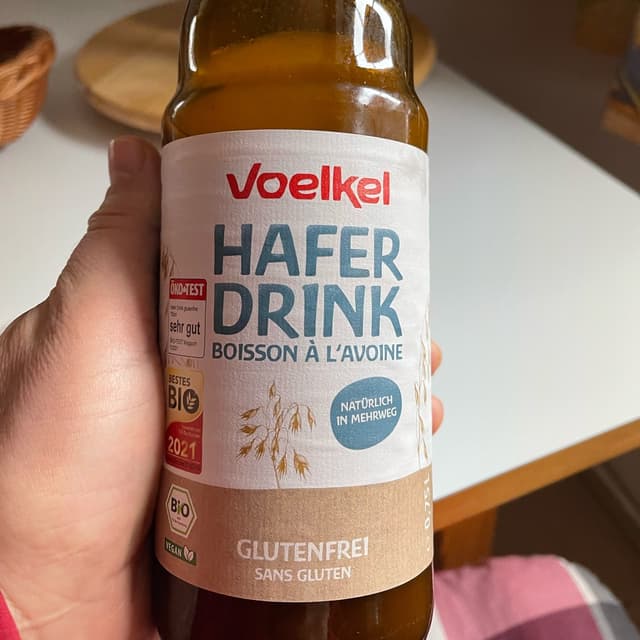 Voelkel
HAFER
DRINK
BOISSON À L'AVOINE
ÖKO-TEST
sehr gut
BESTES
BIO
2021
NATÜRLICH
IN MEHRWEG
BIO
VEGAN
GLUTENFREI
SANS GLUTEN